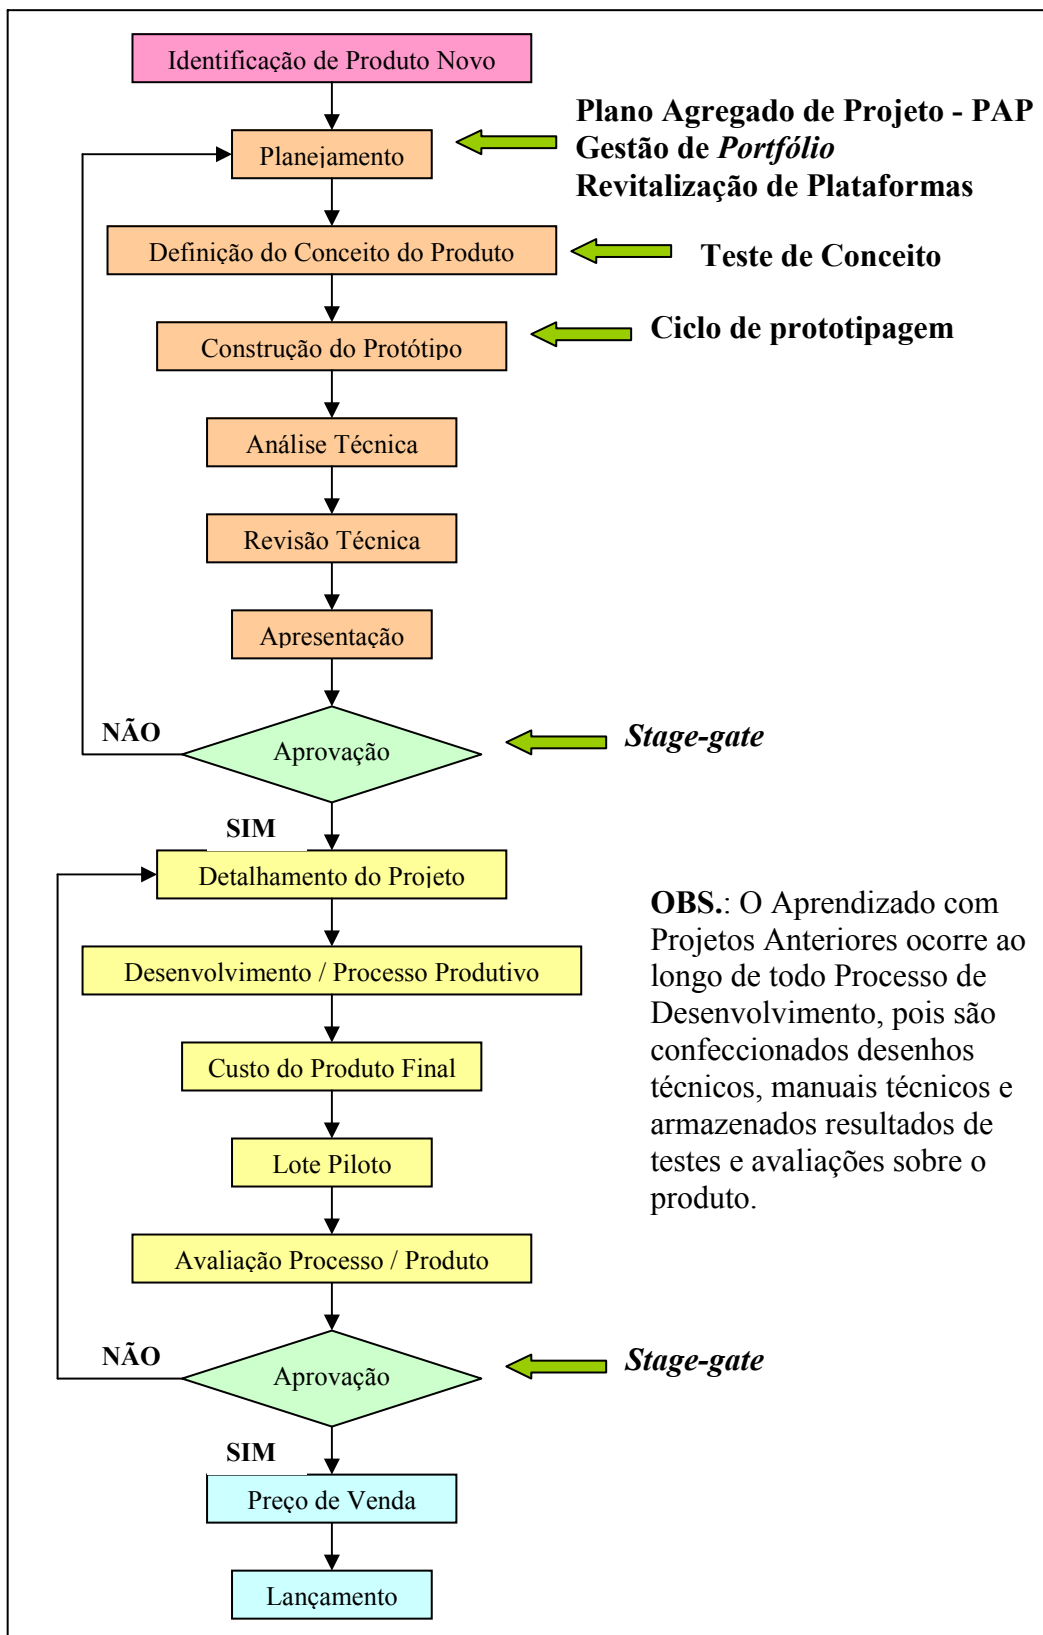 Identificação de Produto Novo
Plano Agregado de Projeto - PAP
Gestão de Portfólio
Revitalização de Plataformas
Planejamento
Definição do Conceito do Produto
Teste de Conceito
Construção do Protótipo
Ciclo de prototipagem
Análise Técnica
Revisão Técnica
Apresentação
NÃO
Aprovação
Stage-gate
SIM
Detalhamento do Projeto
OBS.: O Aprendizado com
Projetos Anteriores ocorre ao
longo de todo Processo de
Desenvolvimento, pois são
confeccionados desenhos
técnicos, manuais técnicos e
armazenados resultados de
testes e avaliações sobre o
produto.
Desenvolvimento / Processo Produtivo
Custo do Produto Final
Lote Piloto
Avaliação Processo / Produto
NÃO
Aprovação
Stage-gate
SIM
Preço de Venda
Lançamento